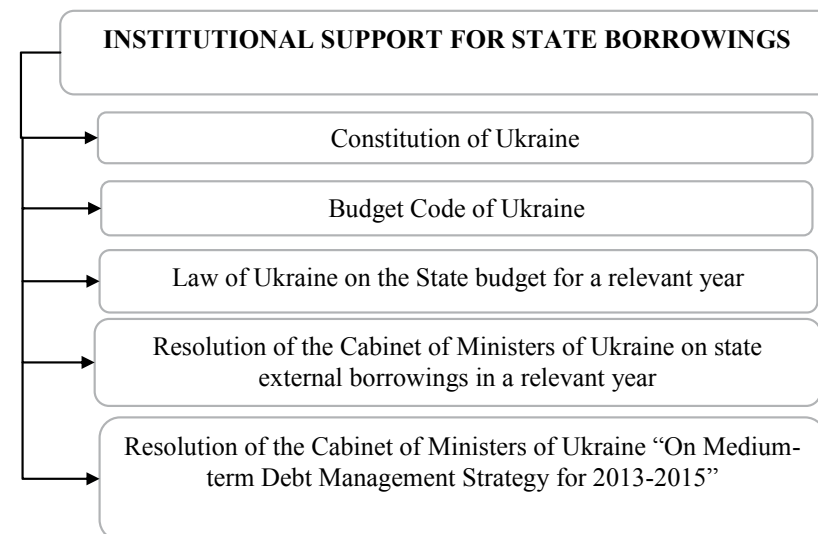 INSTITUTIONAL SUPPORT FOR STATE BORROWINGS
Constitution of Ukraine
Budget Code of Ukraine
Law of Ukraine on the State budget for a relevant year
Resolution of the Cabinet of Ministers of Ukraine on state
external borrowings in a relevant year
Resolution of the Cabinet of Ministers of Ukraine “On Medium-
term Debt Management Strategy for 2013-2015”